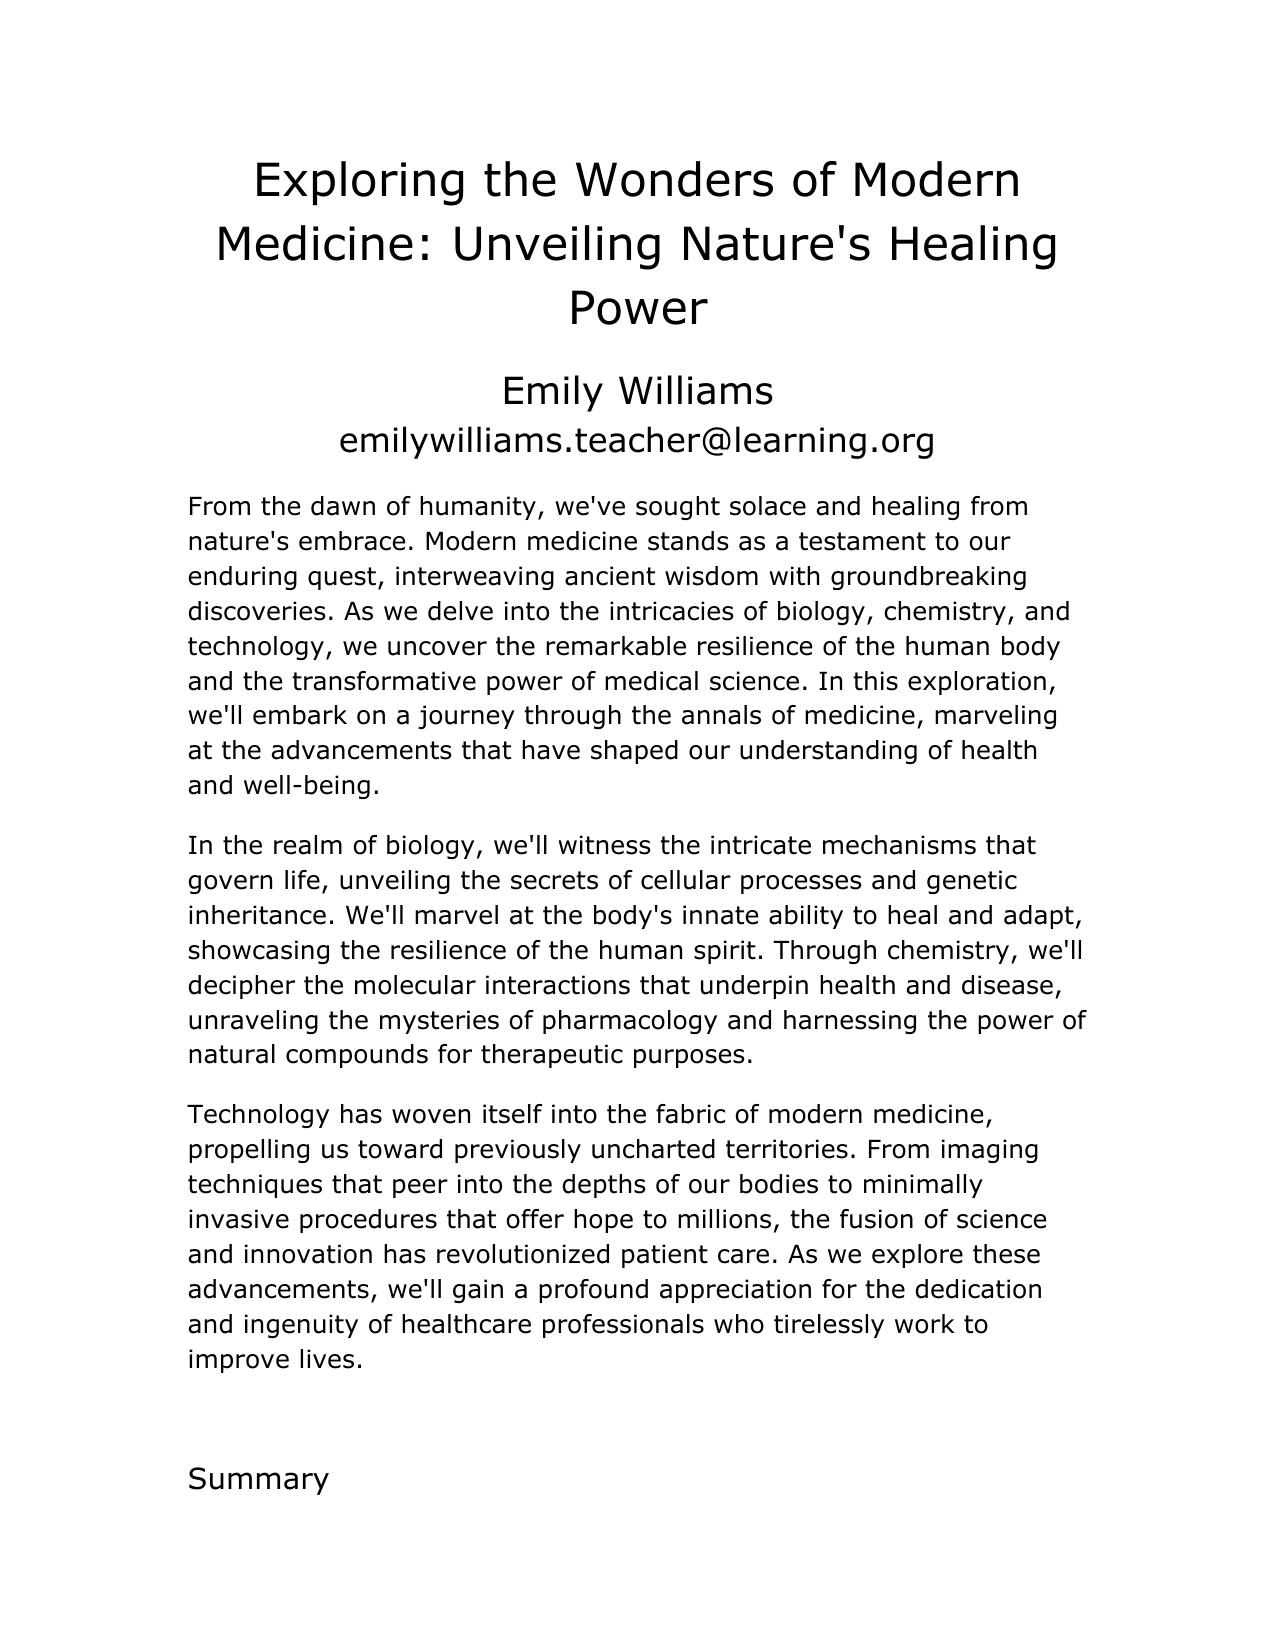 Exploring the Wonders of Modern
Medicine: Unveiling Nature's Healing
Power
Emily Williams
emilywilliams.teacher@learning.org
From the dawn of humanity, we've sought solace and healing from
nature's embrace. Modern medicine stands as a testament to our
enduring quest, interweaving ancient wisdom with groundbreaking
discoveries. As we delve into the intricacies of biology, chemistry, and
technology, we uncover the remarkable resilience of the human body
and the transformative power of medical science. In this exploration,
we'll embark on a journey through the annals of medicine, marveling
at the advancements that have shaped our understanding of health
and well-being.
In the realm of biology, we'll witness the intricate mechanisms that
govern life, unveiling the secrets of cellular processes and genetic
inheritance. We'll marvel at the body's innate ability to heal and adapt,
showcasing the resilience of the human spirit. Through chemistry, we'll
decipher the molecular interactions that underpin health and disease,
unraveling the mysteries of pharmacology and harnessing the power of
natural compounds for therapeutic purposes.
Technology has woven itself into the fabric of modern medicine,
propelling us toward previously uncharted territories. From imaging
techniques that peer into the depths of our bodies to minimally
invasive procedures that offer hope to millions, the fusion of science
and innovation has revolutionized patient care. As we explore these
advancements, we'll gain a profound appreciation for the dedication
and ingenuity of healthcare professionals who tirelessly work to
improve lives.
Summary